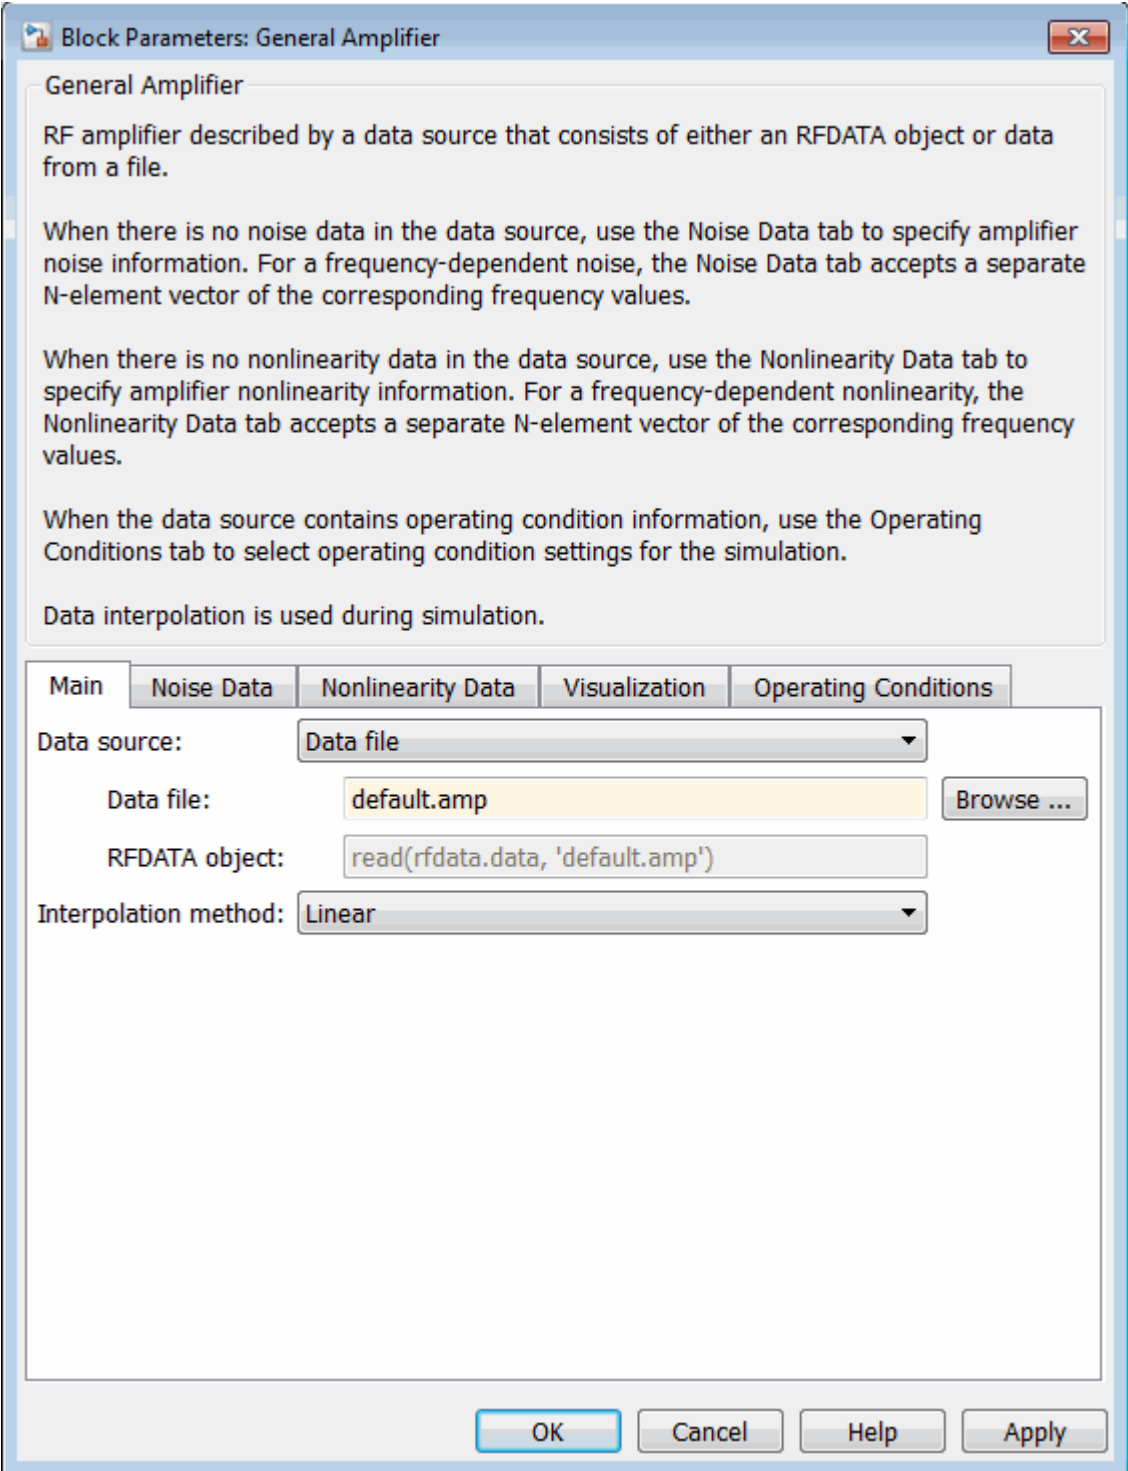 Block Parameters: General Amplifier
General Amplifier
RF amplifier described by a data source that consists of either an RFDATA object or data
from a file.
When there is no noise data in the data source, use the Noise Data tab to specify amplifier
noise information. For a frequency-dependent noise, the Noise Data tab accepts a separate
N-element vector of the corresponding frequency values.
When there is no nonlinearity data in the data source, use the Nonlinearity Data tab to
specify amplifier nonlinearity information. For a frequency-dependent nonlinearity, the
Nonlinearity Data tab accepts a separate N-element vector of the corresponding frequency
values.
When the data source contains operating condition information, use the Operating
Conditions tab to select operating condition settings for the simulation.
Data interpolation is used during simulation.
Main Noise Data Nonlinearity Data Visualization Operating Conditions
Data source: Data file
Data file: default.amp Browse ...
RFDATA object: read(rfdata.data, 'default.amp')
Interpolation method: Linear
OK Cancel Help Apply